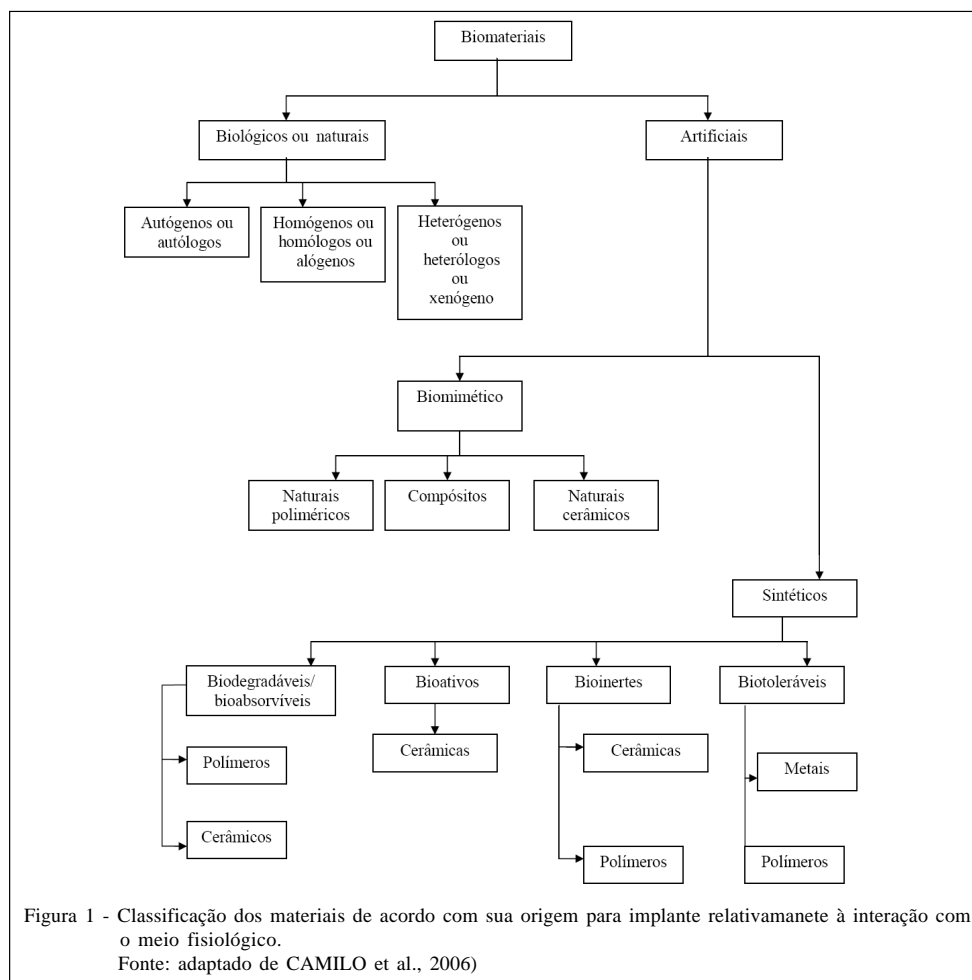 Biomateriais
Biológicos ou naturais
Artificiais
Autógenos ou
autólogos
Homógenos ou
homólogos ou
alógenos
Heterógenos
ou
heterólogos
ou
xenógeno
Biomimético
Naturais
poliméricos
Compósitos
Naturais
cerâmicos
Sintéticos
Biodegradáveis/
bioabsorvíveis
Bioativos
Bioinertes
Biotoleráveis
Polímeros
Cerâmicos
Cerâmicas
Cerâmicas
Polímeros
Metais
Polímeros
Figura 1 - Classificação dos materiais de acordo com sua origem para implante relativamanete à interação com
o meio fisiológico.
Fonte: adaptado de CAMILO et al., 2006)